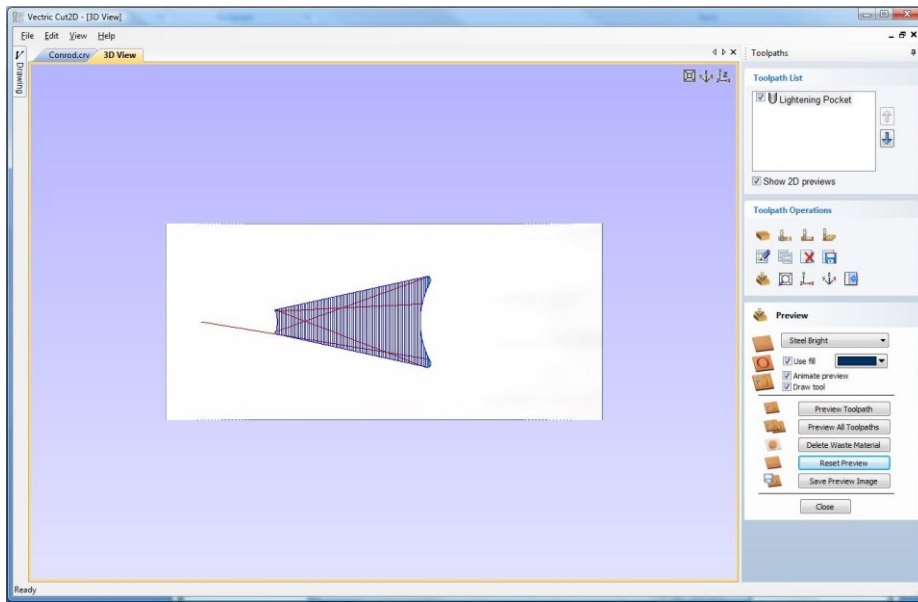 Vectric Cut2D - [3D View]
File Edit View Help
Conrod.crv 3D View
Drawing
Toolpaths
Toolpath List
Lightening Pocket
Show 2D previews
Toolpath Operations
Preview
Steel Bright
Use fill
Animate preview
Draw tool
Preview Toolpath
Preview All Toolpaths
Delete Waste Material
Reset Preview
Save Preview Image
Close
Ready